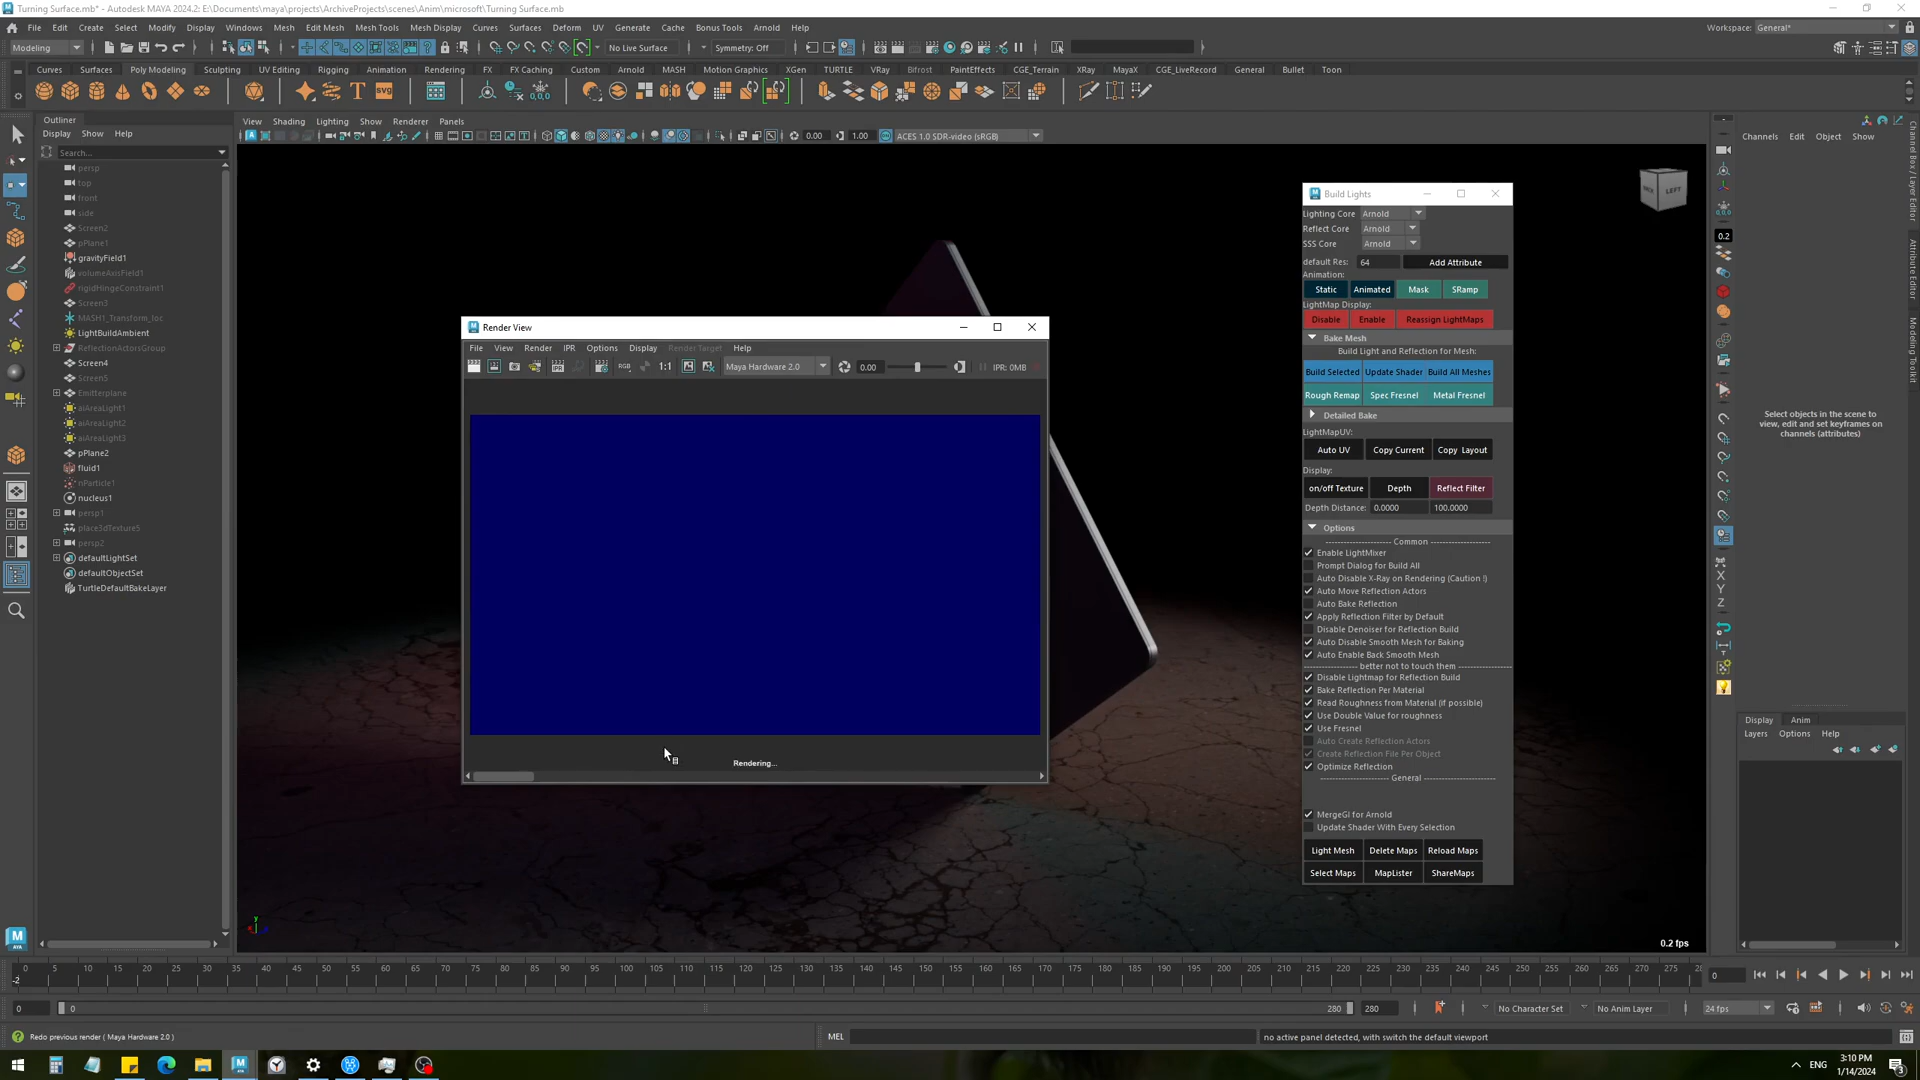 Turning Surface.mb* - Autodesk MAYA 2024.2: E:\Documents\maya\projects\ArchiveProjects\scenes\Anim\microsoft\Turning Surface.mb
File Edit Create Select Modify Display Windows Mesh Edit Mesh Mesh Tools Mesh Display Curves Surfaces Deform UV Generate Cache Bonus Tools Arnold Help
Workspace: General*
Modeling
No Live Surface
Symmetry: Off
Curves Surfaces Poly Modeling Sculpting UV Editing Rigging Animation Rendering FX FX Caching Custom Arnold MASH Motion Graphics XGen TURTLE VRay Bifrost PaintEffects CGE_Terrain XRay MayaX CGE_LiveRecord General Bullet Toon
Outliner
Display Show Help
Search...
persp
top
front
side
Screen2
pPlane1
gravityField1
volumeAxisField1
rigidHingeConstraint1
Screen3
MASH1_Transform_loc
LightBuildAmbient
ReflectionActorsGroup
Screen4
Screen5
Emitterplane
aiAreaLight1
aiAreaLight2
aiAreaLight3
pPlane2
fluid1
nParticle1
nucleus1
persp1
place3dTexture5
persp2
defaultLightSet
defaultObjectSet
TurtleDefaultBakeLayer
View Shading Lighting Show Renderer Panels
0.00 1.00 ACES 1.0 SDR-video (sRGB)
LEFT
Render View
File View Render IPR Options Display Render Target Help
RGB 1:1 Maya Hardware 2.0 0.00 IPR: 0MB
Rendering...
0.2 fps
Build Lights
Lighting Core Arnold
Reflect Core Arnold
SSS Core Arnold
default Res: 64 Add Attribute
Animation:
Static Animated Mask SRamp
LightMap Display:
Disable Enable Reassign LightMaps
Bake Mesh
Build Light and Reflection for Mesh:
Build Selected Update Shader Build All Meshes
Rough Remap Spec Fresnel Metal Fresnel
Detailed Bake
LightMapUV:
Auto UV Copy Current Copy Layout
Display:
on/off Texture Depth Reflect Filter
Depth Distance: 0.0000 100.0000
Options
-------------------- Common --------------------
Enable LightMixer
Prompt Dialog for Build All
Auto Disable X-Ray on Rendering (Caution !)
Auto Move Reflection Actors
Auto Bake Reflection
Apply Reflection Filter by Default
Disable Denoiser for Reflection Build
Auto Disable Smooth Mesh for Baking
Auto Enable Back Smooth Mesh
-------------------- better not to touch them --------------------
Disable Lightmap for Reflection Build
Bake Reflection Per Material
Read Roughness from Material (if possible)
Use Double Value for roughness
Use Fresnel
Auto Create Reflection Actors
Create Reflection File Per Object
Optimize Reflection
-------------------- General --------------------
MergeGI for Arnold
Update Shader With Every Selection
Light Mesh Delete Maps Reload Maps
Select Maps MapLister ShareMaps
0.2
X
Y
Z
Channels Edit Object Show
Select objects in the scene to
view, edit and set keyframes on
channels (attributes)
Display Anim
Layers Options Help
Channel Box / Layer Editor
Attribute Editor
Modeling Toolkit
0 5 10 15 20 25 30 35 40 45 50 55 60 65 70 75 80 85 90 95 100 105 110 115 120 125 130 135 140 145 150 155 160 165 170 175 180 185 190 195 200 205 210 215 220 225 230 235 240 245 250 255 260 265 270 275 28
-2
0
0 0 280 280 No Character Set No Anim Layer 24 fps
Redo previous render ( Maya Hardware 2.0 )
MEL
no active panel detected, with switch the default viewport
ENG
3:10 PM
1/14/2024